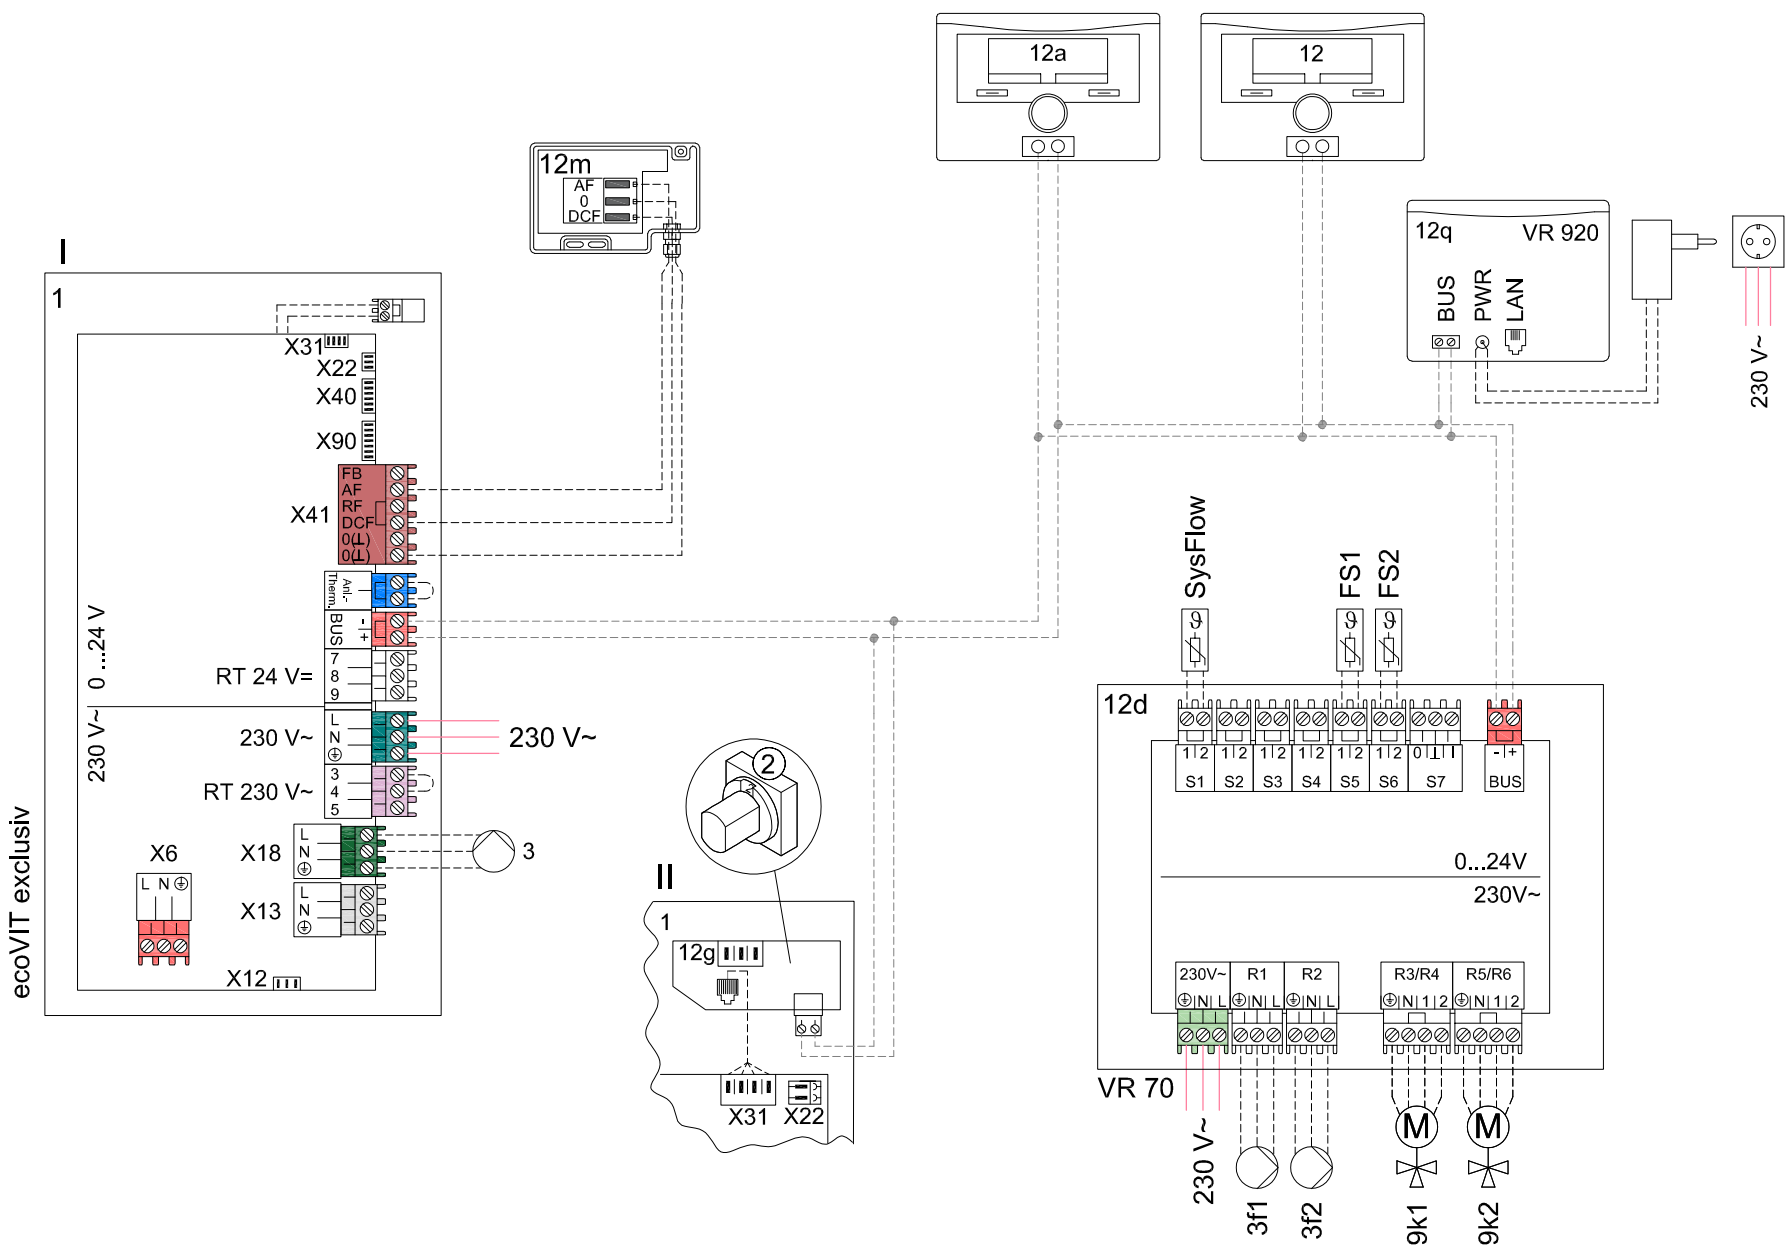 12a
12
12m
AF
0
DCF
12q
VR 920
BUS
PWR
LAN
230 V~
I
1
X31
X22
X40
X90
X41
FB
AF
RF
DCF
0(⊥)
0(⊥)
Anl.-
Therm.
BUS
-
+
0...24 V
230 V~
RT 24 V=
7
8
9
230 V~
L
N
230 V~
RT 230 V~
3
4
5
X18
L
N
3
X13
L
N
X6
L N
X12
ecoVIT exclusiv
2
II
1
12g
X31
X22
SysFlow
FS1
FS2
ϑ
ϑ
ϑ
12d
1|2
1|2
1|2
1|2
1|2
1|2
0 ⊥ I
-|+
S1
S2
S3
S4
S5
S6
S7
BUS
0...24V
230V~
230V~
R1
R2
R3/R4
R5/R6
|N|L
|N|L
|N|L
|N|1|2
|N|1|2
VR 70
230 V~
3f1
3f2
M
M
9k1
9k2